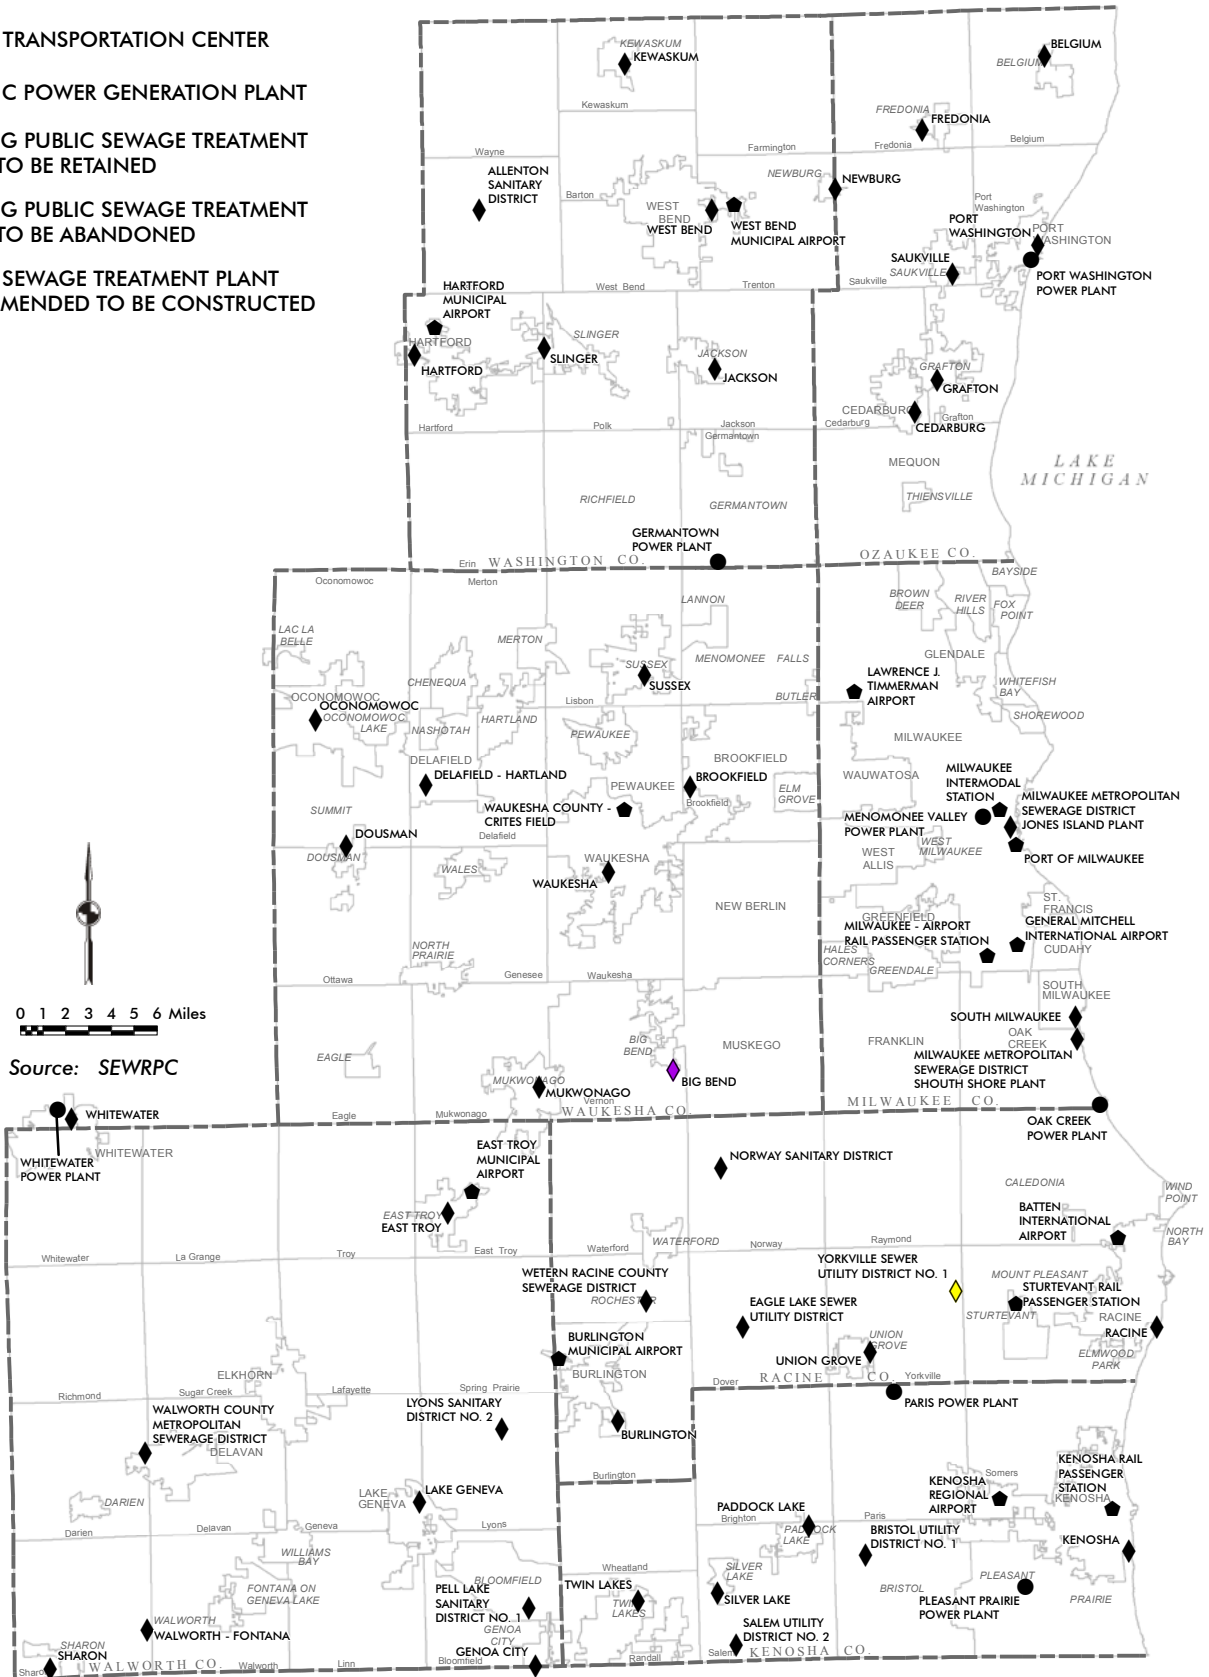 TRANSPORTATION CENTER
C POWER GENERATION PLANT
G PUBLIC SEWAGE TREATMENT
TO BE RETAINED
G PUBLIC SEWAGE TREATMENT
TO BE ABANDONED
SEWAGE TREATMENT PLANT
MENDED TO BE CONSTRUCTED
KEWASKUM
KEWASKUM
Kewaskum
BELGIUM
BELGIUM
FREDONIA
FREDONIA
Fredonia
Belgium
Wayne
Farmington
ALLENTON
SANITARY
DISTRICT
Barton
NEWBURG
NEWBURG
WEST
BEND
WEST BEND
WEST BEND
MUNICIPAL AIRPORT
Port
Washington
PORT
WASHINGTON
PORT
WASHINGTON
SAUKVILLE
SAUKVILLE
PORT WASHINGTON
POWER PLANT
West Bend
Trenton
Saukville
HARTFORD
MUNICIPAL
AIRPORT
HARTFORD
HARTFORD
SLINGER
SLINGER
JACKSON
JACKSON
GRAFTON
GRAFTON
CEDARBURG
CEDARBURG
Grafton
Hartford
Polk
Jackson
Germantown
Cedarburg
MEQUON
THIENSVILLE
LAKE
MICHIGAN
RICHFIELD
GERMANTOWN
GERMANTOWN
POWER PLANT
Erin
WASHINGTON CO.
OZAUKEE CO.
Oconomowoc
Merton
BAYSIDE
LANNON
BROWN
DEER
RIVER
HILLS
FOX
POINT
LAC LA
BELLE
MERTON
SUSSEX
SUSSEX
MENOMONEE FALLS
GLENDALE
CHENEQUA
BUTLER
LAWRENCE J.
TIMMERMAN
AIRPORT
WHITEFISH
BAY
SHOREWOOD
OCONOMOWOC
OCONOMOWOC
OCONOMOWOC
LAKE
Lisbon
NASHOTAH
HARTLAND
PEWAUKEE
MILWAUKEE
DELAFIELD
DELAFIELD - HARTLAND
PEWAUKEE
BROOKFIELD
BROOKFIELD
Brookfield
ELM
GROVE
WAUWATOSA
MILWAUKEE
INTERMODAL
STATION
MILWAUKEE METROPOLITAN
SEWERAGE DISTRICT
JONES ISLAND PLANT
SUMMIT
WAUKESHA COUNTY -
CRITES FIELD
MENOMONEE VALLEY
POWER PLANT
DOUSMAN
DOUSMAN
Delafield
WEST
ALLIS
WEST
MILWAUKEE
PORT OF MILWAUKEE
WALES
WAUKESHA
WAUKESHA
NEW BERLIN
ST.
FRANCIS
GREENFIELD
MILWAUKEE - AIRPORT
RAIL PASSENGER STATION
GENERAL MITCHELL
INTERNATIONAL AIRPORT
CUDAHY
HALES
CORNERS
GREENDALE
NORTH
PRAIRIE
Ottawa
Genesee
Waukesha
0 1 2 3 4 5 6 Miles
Source: SEWRPC
SOUTH
MILWAUKEE
SOUTH MILWAUKEE
OAK
CREEK
FRANKLIN
MILWAUKEE METROPOLITAN
SEWERAGE DISTRICT
SHOUTH SHORE PLANT
EAGLE
BIG
BEND
MUSKEGO
BIG BEND
MUKWONAGO
MUKWONAGO
Vernon
Eagle
Mukwonago
WAUKESHA CO.
MILWAUKEE CO.
OAK CREEK
POWER PLANT
WHITEWATER
WHITEWATER
WHITEWATER
POWER PLANT
EAST TROY
MUNICIPAL
AIRPORT
EAST TROY
EAST TROY
NORWAY SANITARY DISTRICT
CALEDONIA
WIND
POINT
BATTEN
INTERNATIONAL
AIRPORT
NORTH
BAY
Whitewater
La Grange
Troy
East Troy
Waterford
WATERFORD
Norway
Raymond
WETERN RACINE COUNTY
SEWERAGE DISTRICT
ROCHESTER
YORKVILLE SEWER
UTILITY DISTRICT NO. 1
MOUNT PLEASANT
STURTEVANT RAIL
PASSENGER STATION
STURTEVANT
EAGLE LAKE SEWER
UTILITY DISTRICT
RACINE
RACINE
UNION
GROVE
UNION GROVE
ELMWOOD
PARK
BURLINGTON
MUNICIPAL AIRPORT
BURLINGTON
ELKHORN
Dover
RACINE CO.
Yorkville
Richmond
Sugar Creek
Lafayette
Spring Prairie
PARIS POWER PLANT
WALWORTH COUNTY
METROPOLITAN
SEWERAGE DISTRICT
DELAVAN
LYONS SANITARY
DISTRICT NO. 2
BURLINGTON
Burlington
KENOSHA RAIL
PASSENGER
STATION
KENOSHA
Somers
KENOSHA
REGIONAL
AIRPORT
DARIEN
LAKE
GENEVA
LAKE GENEVA
PADDOCK LAKE
Brighton
PADDOCK
LAKE
Paris
BRISTOL UTILITY
DISTRICT NO. 1
KENOSHA
Darien
Delavan
Geneva
Lyons
WILLIAMS
BAY
Wheatland
SILVER
LAKE
SILVER LAKE
FONTANA ON
GENEVA LAKE
BLOOMFIELD
PELL LAKE
SANITARY
DISTRICT NO. 1
TWIN LAKES
TWIN
LAKES
BRISTOL
PLEASANT
PRAIRIE
PLEASANT PRAIRIE
POWER PLANT
WALWORTH
WALWORTH - FONTANA
GENOA
CITY
GENOA CITY
SALEM UTILITY
DISTRICT NO. 2
SHARON
SHARON
Sharon
WALWORTH CO.
Walworth
Linn
Bloomfield
Randall
Salem
KENOSHA CO.